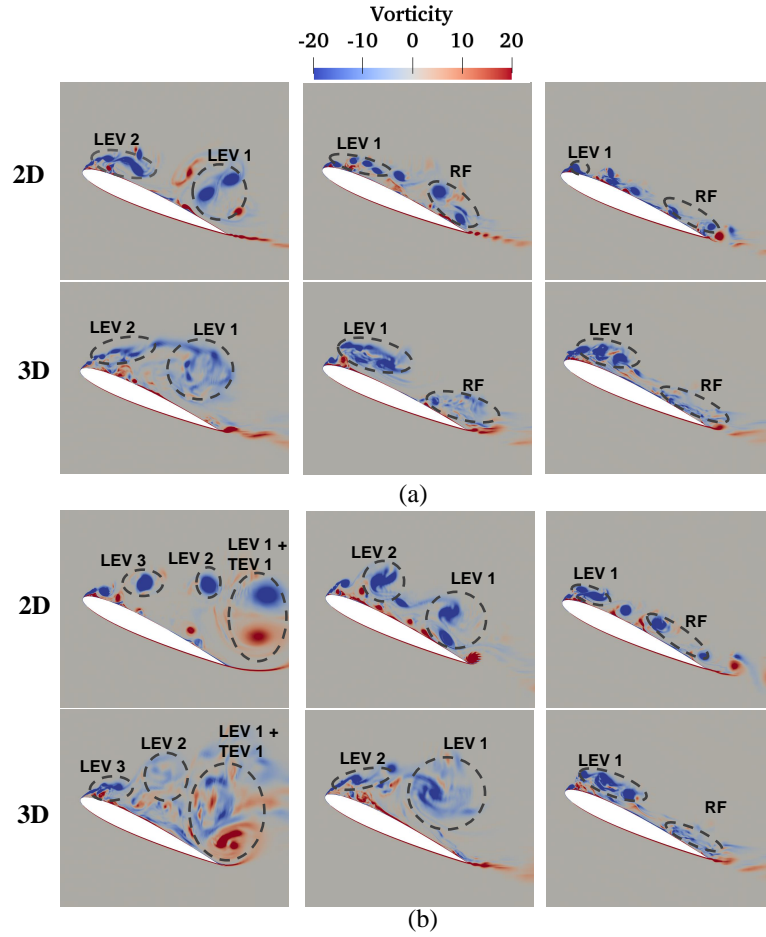 Vorticity
-20 -10 0 10 20
2D
LEV 2 LEV 1
LEV 1 RF
LEV 1 RF
3D
LEV 2 LEV 1
LEV 1 RF
LEV 1 RF
(a)
2D
LEV 3 LEV 2 LEV 1 +
TEV 1
LEV 2 LEV 1
LEV 1 RF
3D
LEV 3 LEV 2 LEV 1 +
TEV 1
LEV 2 LEV 1
LEV 1 RF
(b)